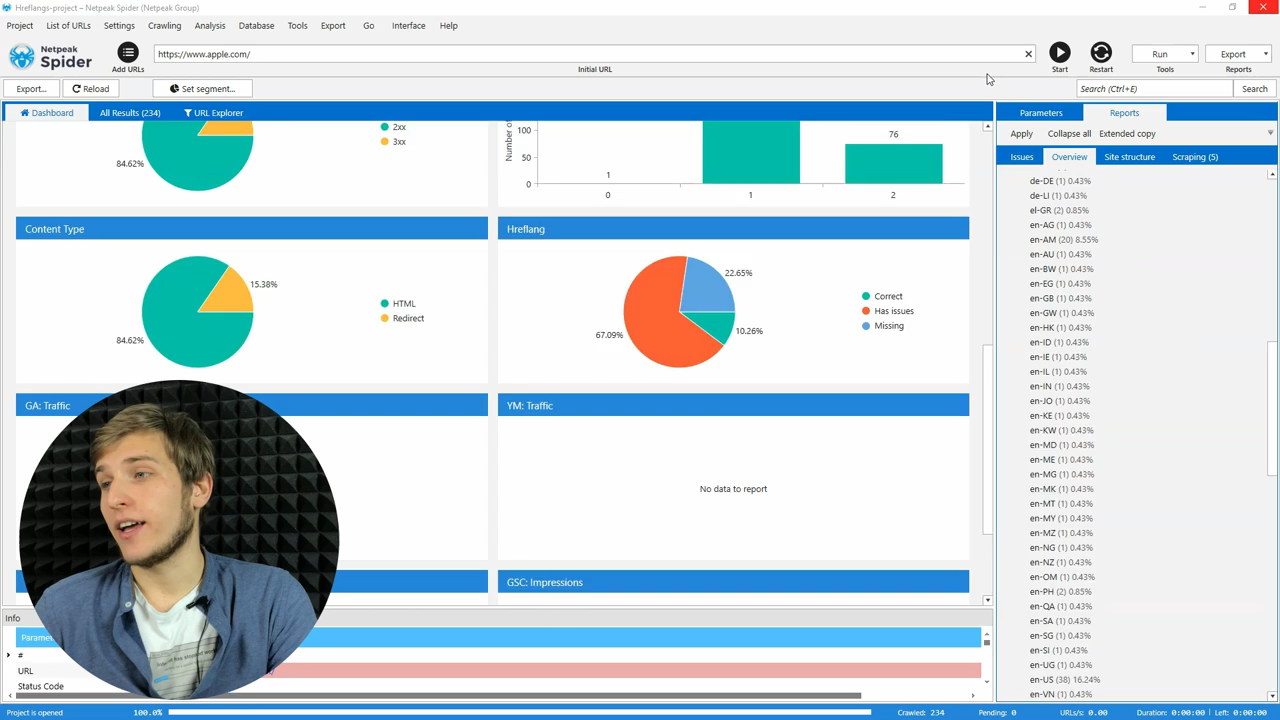 Hreflangs-project – Netpeak Spider (Netpeak Group)
Project List of URLs Settings Crawling Analysis Database Tools Export Go Interface Help
Netpeak Spider
Add URLs
https://www.apple.com/
Initial URL
Start
Restart
Run
Tools
Export
Reports
Export... Reload Set segment... Search (Ctrl+E) Search
Dashboard All Results (234) URL Explorer
2xx
3xx
84.62%
100
50
0
1
76
0 1 2
Content Type
15.38%
84.62%
HTML
Redirect
Hreflang
22.65%
67.09%
10.26%
Correct
Has issues
Missing
GA: Traffic
YM: Traffic
No data to report
GSC: Impressions
Info
#
URL
Status Code
Parameters Reports
Apply Collapse all Extended copy
Issues Overview Site structure Scraping (5)
de-DE (1) 0.43%
de-LI (1) 0.43%
el-GR (2) 0.85%
en-AG (1) 0.43%
en-AM (20) 8.55%
en-AU (1) 0.43%
en-BW (1) 0.43%
en-EG (1) 0.43%
en-GB (1) 0.43%
en-GW (1) 0.43%
en-HK (1) 0.43%
en-ID (1) 0.43%
en-IE (1) 0.43%
en-IL (1) 0.43%
en-IN (1) 0.43%
en-JO (1) 0.43%
en-KE (1) 0.43%
en-KW (1) 0.43%
en-MD (1) 0.43%
en-ME (1) 0.43%
en-MG (1) 0.43%
en-MK (1) 0.43%
en-MT (1) 0.43%
en-MY (1) 0.43%
en-MZ (1) 0.43%
en-NG (1) 0.43%
en-NZ (1) 0.43%
en-OM (1) 0.43%
en-PH (2) 0.85%
en-QA (1) 0.43%
en-SA (1) 0.43%
en-SG (1) 0.43%
en-SI (1) 0.43%
en-UG (1) 0.43%
en-US (38) 16.24%
en-VN (1) 0.43%
Project is opened 100.0% Crawled: 234 Pending: 0 URLs/s: 0.00 Duration: 0:00:00 Left: 0:00:00